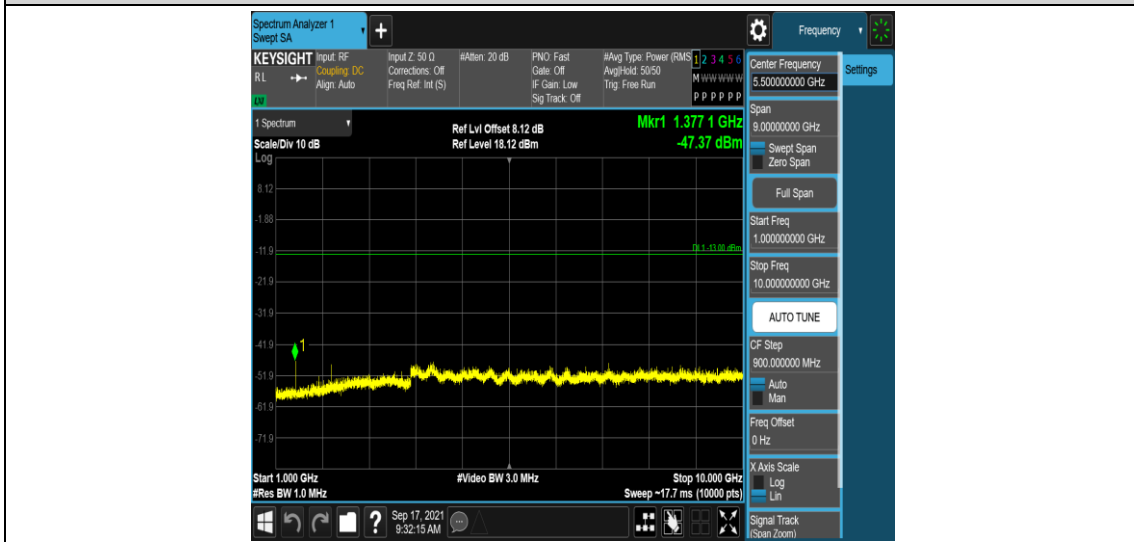 Spectrum Analyzer 1
Swept SA
+
Frequency
KEYSIGHT
RL
LXI
Input: RF
Coupling: DC
Align: Auto
Input Z: 50 Ω
Corrections: Off
Freq Ref: Int (S)
#Atten: 20 dB
PNO: Fast
Gate: Off
IF Gain: Low
Sig Track: Off
#Avg Type: Power (RMS
Avg|Hold: 50/50
Trig: Free Run
1 2 3 4 5 6
M W W W W W
P P P P P P
1 Spectrum
Scale/Div 10 dB
Log
Ref Lvl Offset 8.12 dB
Ref Level 18.12 dBm
Mkr1 1.377 1 GHz
-47.37 dBm
8.12
-1.88
-11.9
DL1 -13.00 dBm
-21.9
-31.9
-41.9
1
-51.9
-61.9
-71.9
Start 1.000 GHz
#Res BW 1.0 MHz
#Video BW 3.0 MHz
Stop 10.000 GHz
Sweep ~17.7 ms (10000 pts)
?
Sep 17, 2021
9:32:15 AM
Center Frequency
5.500000000 GHz
Settings
Span
9.00000000 GHz
Swept Span
Zero Span
Full Span
Start Freq
1.000000000 GHz
Stop Freq
10.000000000 GHz
AUTO TUNE
CF Step
900.000000 MHz
Auto
Man
Freq Offset
0 Hz
X Axis Scale
Log
Lin
Signal Track
(Span Zoom)